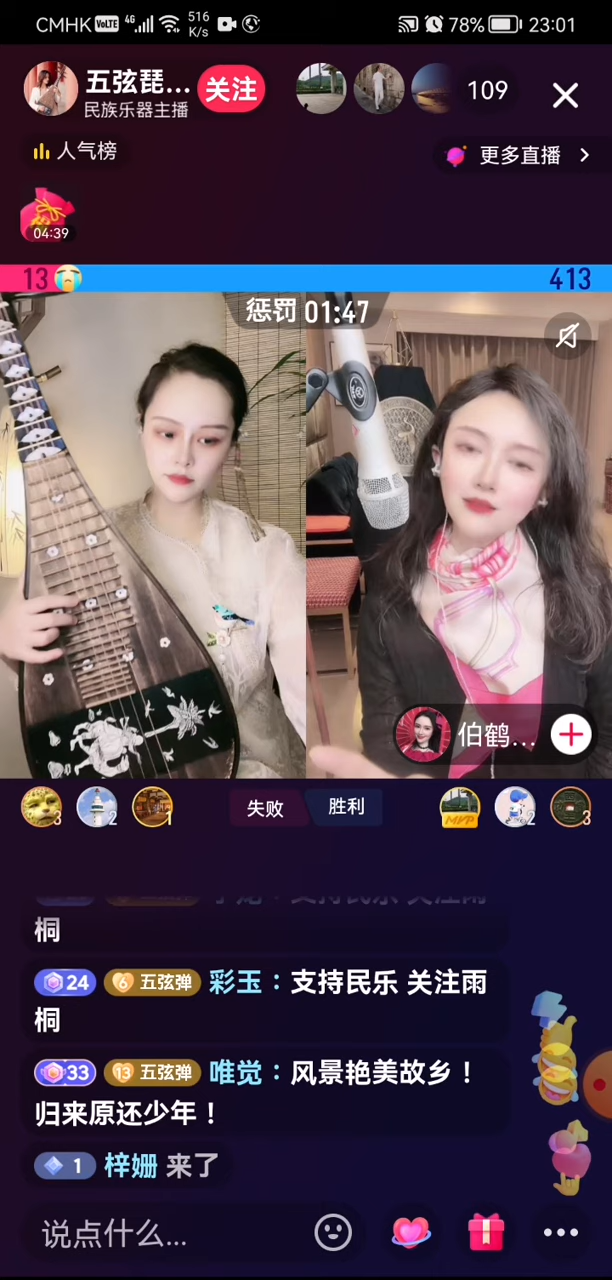 CMHK VoLTE 4G 516 K/s 78% 23:01
五弦琵... 关注 109
民族乐器主播
人气榜 更多直播
04:39
13 413
惩罚 01:47
伯鹤...
3 2 1 失败 胜利 MVP 2 3
桐
24 6 五弦弹 彩玉：支持民乐 关注雨
桐
33 13 五弦弹 唯觉：风景艳美故乡！
归来原还少年！
1 梓姗 来了
说点什么...